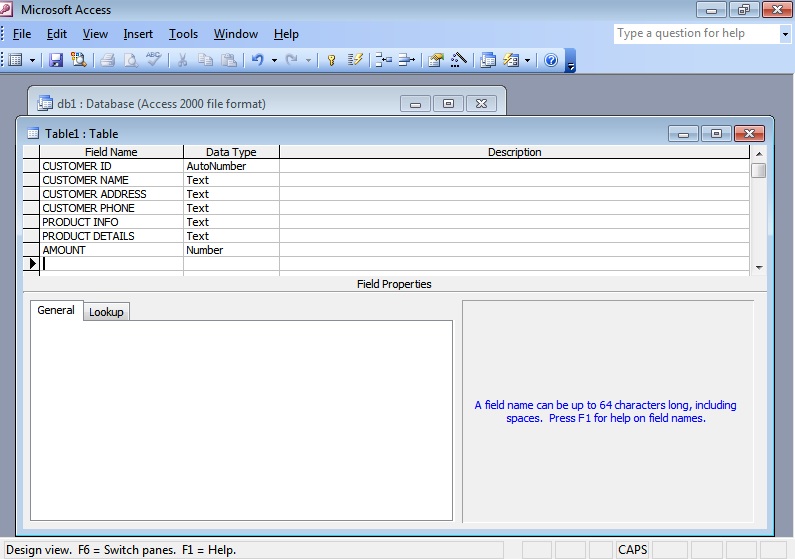 Microsoft Access
File Edit View Insert Tools Window Help
Type a question for help
db1 : Database (Access 2000 file format)
Table1 : Table
Field Name Data Type Description
CUSTOMER ID AutoNumber
CUSTOMER NAME Text
CUSTOMER ADDRESS Text
CUSTOMER PHONE Text
PRODUCT INFO Text
PRODUCT DETAILS Text
AMOUNT Number
Field Properties
General Lookup
A field name can be up to 64 characters long, including
spaces. Press F1 for help on field names.
Design view. F6 = Switch panes. F1 = Help.
CAPS